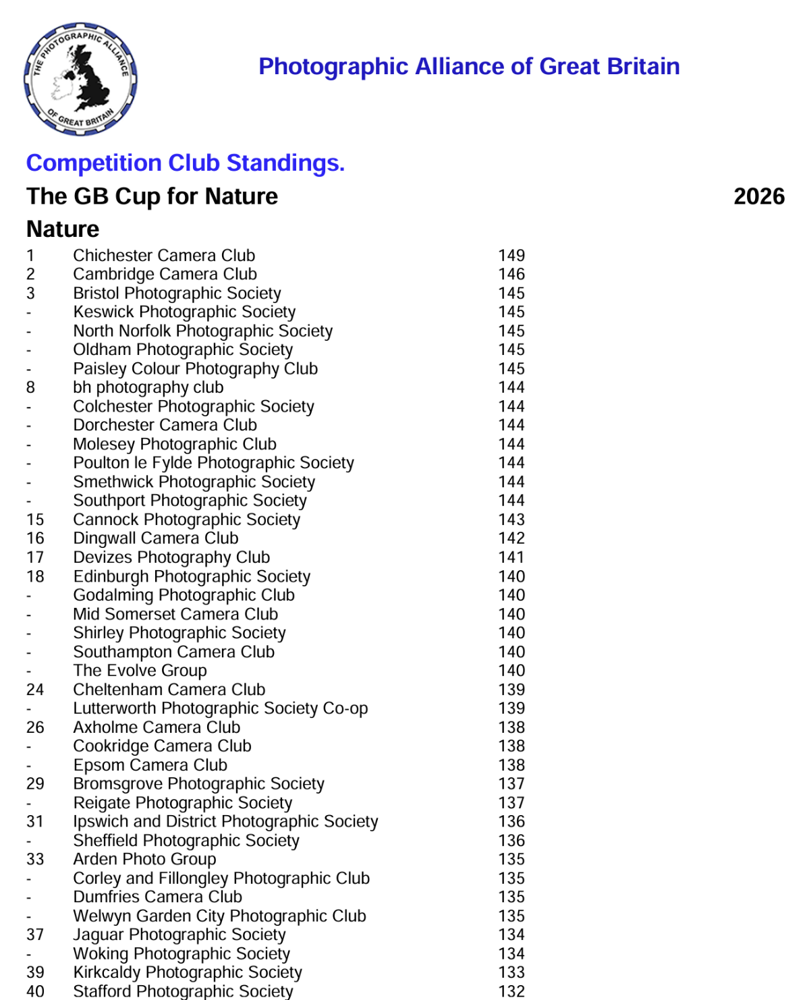 THE PHOTOGRAPHIC ALLIANCE
OF GREAT BRITAIN
Photographic Alliance of Great Britain
Competition Club Standings.
The GB Cup for Nature 2026
Nature
1 Chichester Camera Club 149
2 Cambridge Camera Club 146
3 Bristol Photographic Society 145
- Keswick Photographic Society 145
- North Norfolk Photographic Society 145
- Oldham Photographic Society 145
- Paisley Colour Photography Club 145
8 bh photography club 144
- Colchester Photographic Society 144
- Dorchester Camera Club 144
- Molesey Photographic Club 144
- Poulton le Fylde Photographic Society 144
- Smethwick Photographic Society 144
- Southport Photographic Society 144
15 Cannock Photographic Society 143
16 Dingwall Camera Club 142
17 Devizes Photography Club 141
18 Edinburgh Photographic Society 140
- Godalming Photographic Club 140
- Mid Somerset Camera Club 140
- Shirley Photographic Society 140
- Southampton Camera Club 140
- The Evolve Group 140
24 Cheltenham Camera Club 139
- Lutterworth Photographic Society Co-op 139
26 Axholme Camera Club 138
- Cookridge Camera Club 138
- Epsom Camera Club 138
29 Bromsgrove Photographic Society 137
- Reigate Photographic Society 137
31 Ipswich and District Photographic Society 136
- Sheffield Photographic Society 136
33 Arden Photo Group 135
- Corley and Fillongley Photographic Club 135
- Dumfries Camera Club 135
- Welwyn Garden City Photographic Club 135
37 Jaguar Photographic Society 134
- Woking Photographic Society 134
39 Kirkcaldy Photographic Society 133
40 Stafford Photographic Society 132